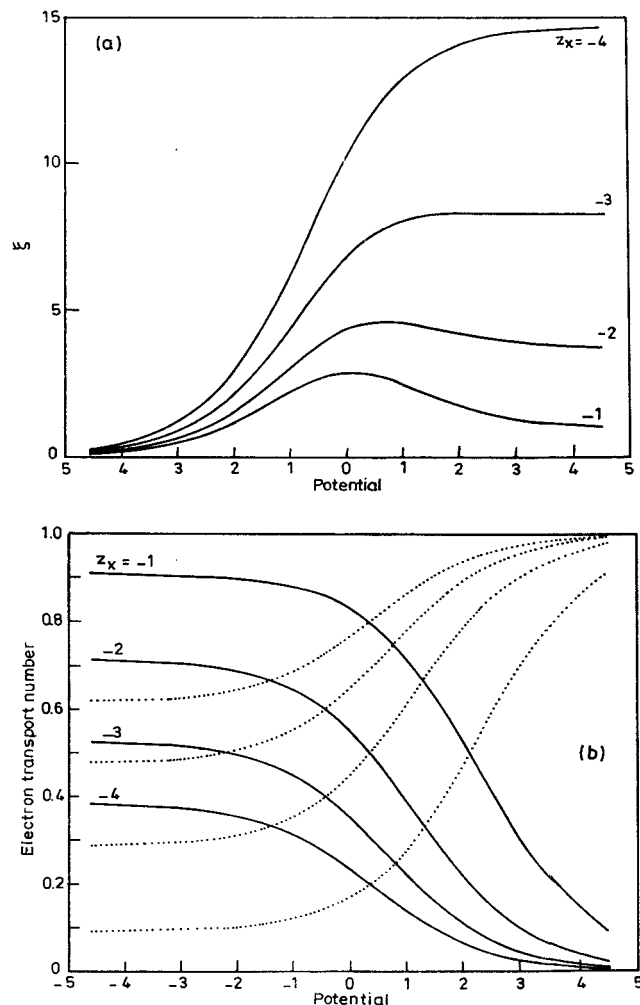 (a)
15
10
5
0
ξ
zₓ= −4
−3
−2
−1
5 4 3 2 1 0 1 2 3 4 5
Potential
1.0
0.8
0.6
0.4
0.2
0
Electron transport number
zₓ = −1
−2
−3
−4
(b)
−5 −4 −3 −2 −1 0 1 2 3 4 5
Potential